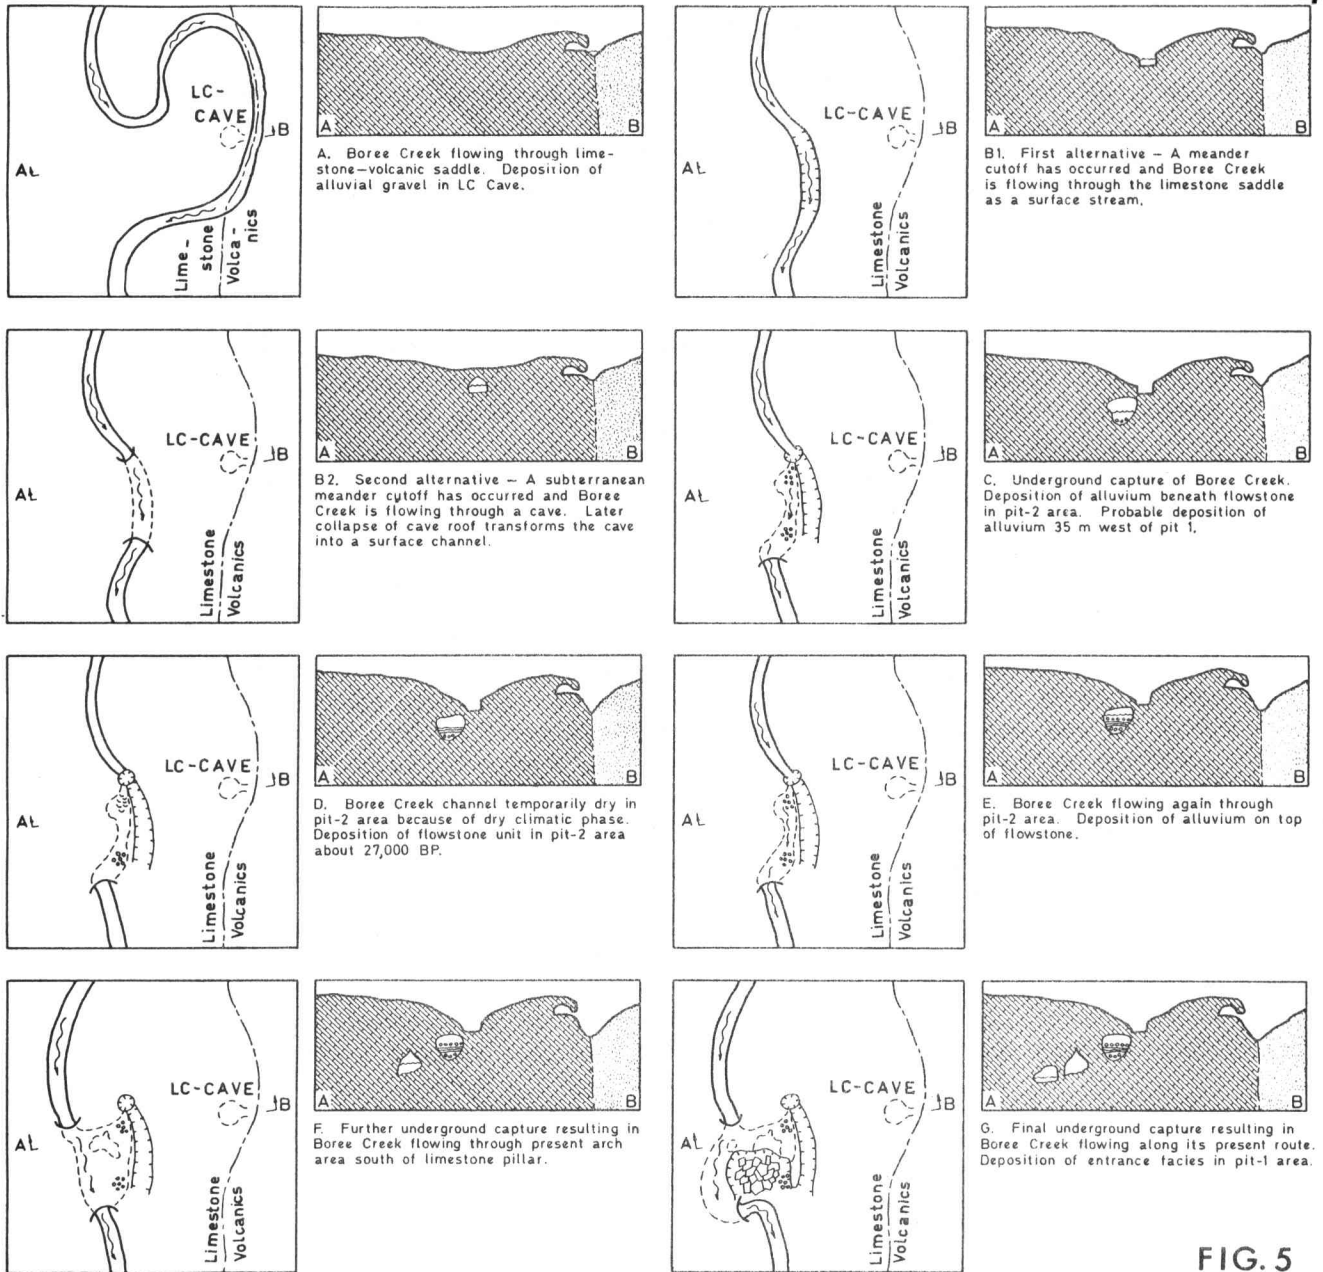 LC-
CAVE
B
A
Lime-
stone
Volca-
nics
A B
A. Boree Creek flowing through lime-
stone-volcanic saddle. Deposition of
alluvial gravel in LC Cave.
LC-CAVE
B
A
Limestone
Volcanics
A B
B1. First alternative – A meander
cutoff has occurred and Boree Creek
is flowing through the limestone saddle
as a surface stream.
LC-CAVE
B
A
Limestone
Volcanics
A B
B2. Second alternative – A subterranean
meander cutoff has occurred and Boree
Creek is flowing through a cave. Later
collapse of cave roof transforms the cave
into a surface channel.
LC-CAVE
B
A
Limestone
Volcanics
A B
C. Underground capture of Boree Creek.
Deposition of alluvium beneath flowstone
in pit-2 area. Probable deposition of
alluvium 35 m west of pit 1.
LC-CAVE
B
A
Limestone
Volcanics
A B
D. Boree Creek channel temporarily dry in
pit-2 area because of dry climatic phase.
Deposition of flowstone unit in pit-2 area
about 27,000 BP.
LC-CAVE
B
A
Limestone
Volcanics
A B
E. Boree Creek flowing again through
pit-2 area. Deposition of alluvium on top
of flowstone.
LC-CAVE
B
A
Limestone
Volcanics
A B
F. Further underground capture resulting in
Boree Creek flowing through present arch
area south of limestone pillar.
LC-CAVE
B
A
Limestone
Volcanics
A B
G. Final underground capture resulting in
Boree Creek flowing along its present route.
Deposition of entrance facies in pit-1 area.
FIG. 5